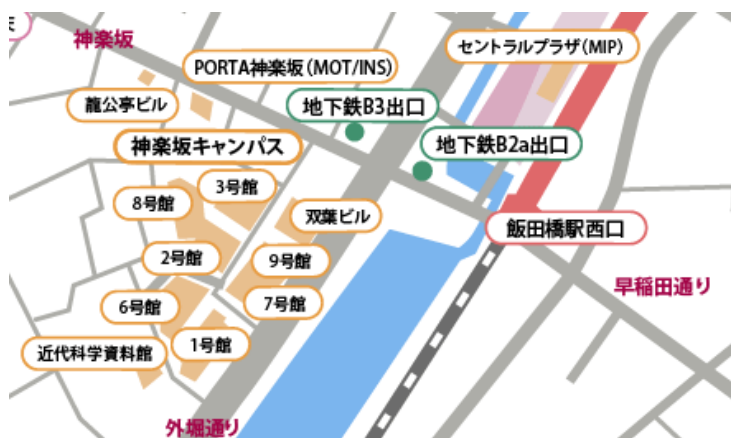 ま
神楽坂
セントラルプラザ(MIP)
PORTA神楽坂(MOT/INS)
龍公亭ビル
地下鉄B3出口
神楽坂キャンパス
地下鉄B2a出口
3号館
8号館
双葉ビル
飯田橋駅西口
2号館
9号館
早稲田通り
6号館
7号館
1号館
近代科学資料館
外堀通り